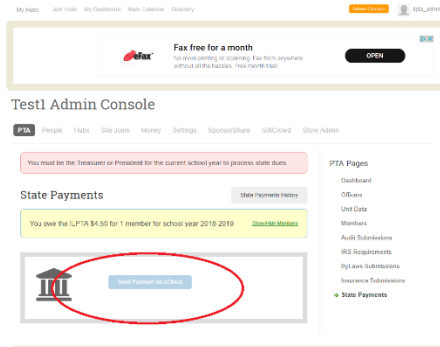 My Hubs Join Hubs My Dashboard Main Calendar Directory
Admin Console
eFax
Fax free for a month
No more printing or scanning. Fax from anywhere
without all the hassles. Free month trial!
OPEN
Test1 Admin Console
PTA People Hubs Site Joins Money Settings SponsorShare GiftCrowd Store Admin
You must be the Treasurer or President for the current school year to process state dues.
State Payments
State Payments History
You owe the ILPTA $4.50 for 1 member for school year 2018-2019.
Show/Hide Members
Send Payment via eCheck
PTA Pages
Dashboard
Officers
Unit Data
Members
Audit Submissions
IRS Requirements
ByLaws Submissions
Insurance Submissions
State Payments